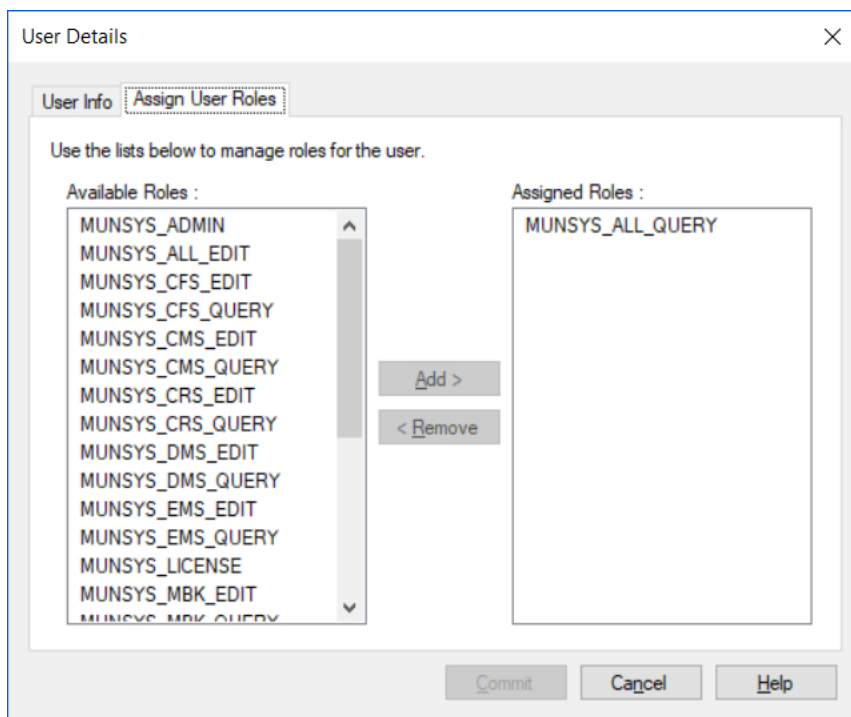 User Details
User Info
Assign User Roles
Use the lists below to manage roles for the user.
Available Roles :
MUNSYS_ADMIN
MUNSYS_ALL_EDIT
MUNSYS_CFS_EDIT
MUNSYS_CFS_QUERY
MUNSYS_CMS_EDIT
MUNSYS_CMS_QUERY
MUNSYS_CRS_EDIT
MUNSYS_CRS_QUERY
MUNSYS_DMS_EDIT
MUNSYS_DMS_QUERY
MUNSYS_EMS_EDIT
MUNSYS_EMS_QUERY
MUNSYS_LICENSE
MUNSYS_MBK_EDIT
MUNSYS_MBK_QUERY
Add >
< Remove
Assigned Roles :
MUNSYS_ALL_QUERY
Commit
Cancel
Help